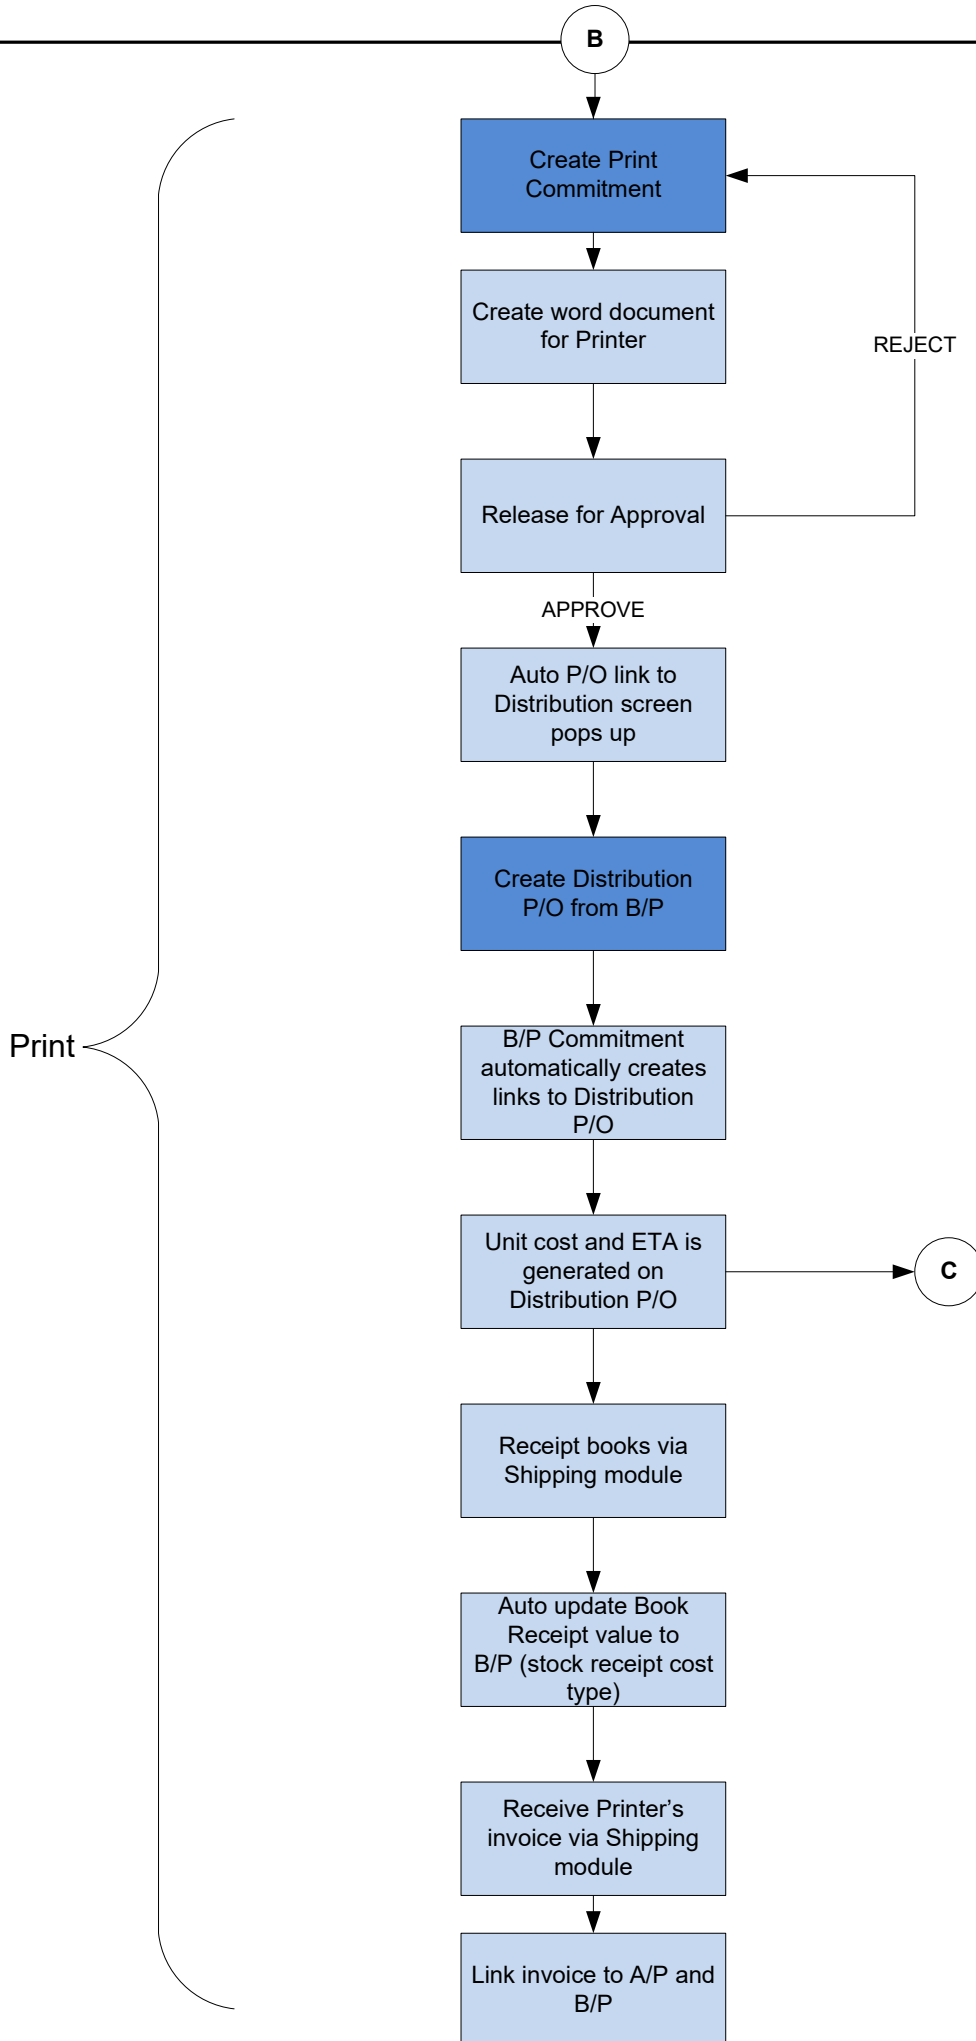 B
Create Print
Commitment
Create word document
for Printer
REJECT
Release for Approval
APPROVE
Auto P/O link to
Distribution screen
pops up
Create Distribution
P/O from B/P
Print
B/P Commitment
automatically creates
links to Distribution
P/O
Unit cost and ETA is
generated on
Distribution P/O
C
Receipt books via
Shipping module
Auto update Book
Receipt value to
B/P (stock receipt cost
type)
Receive Printer’s
invoice via Shipping
module
Link invoice to A/P and
B/P